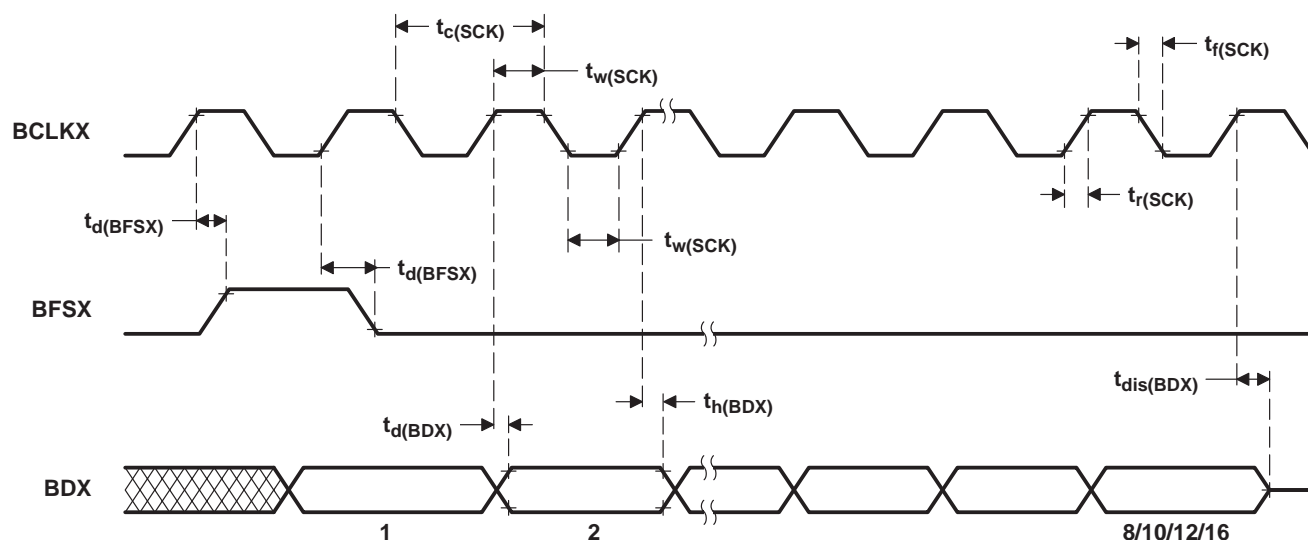 tc(SCK)
tw(SCK)
tf(SCK)
BCLKX
tr(SCK)
td(BFSX)
tw(SCK)
td(BFSX)
BFSX
tdis(BDX)
th(BDX)
td(BDX)
BDX
1 2 8/10/12/16